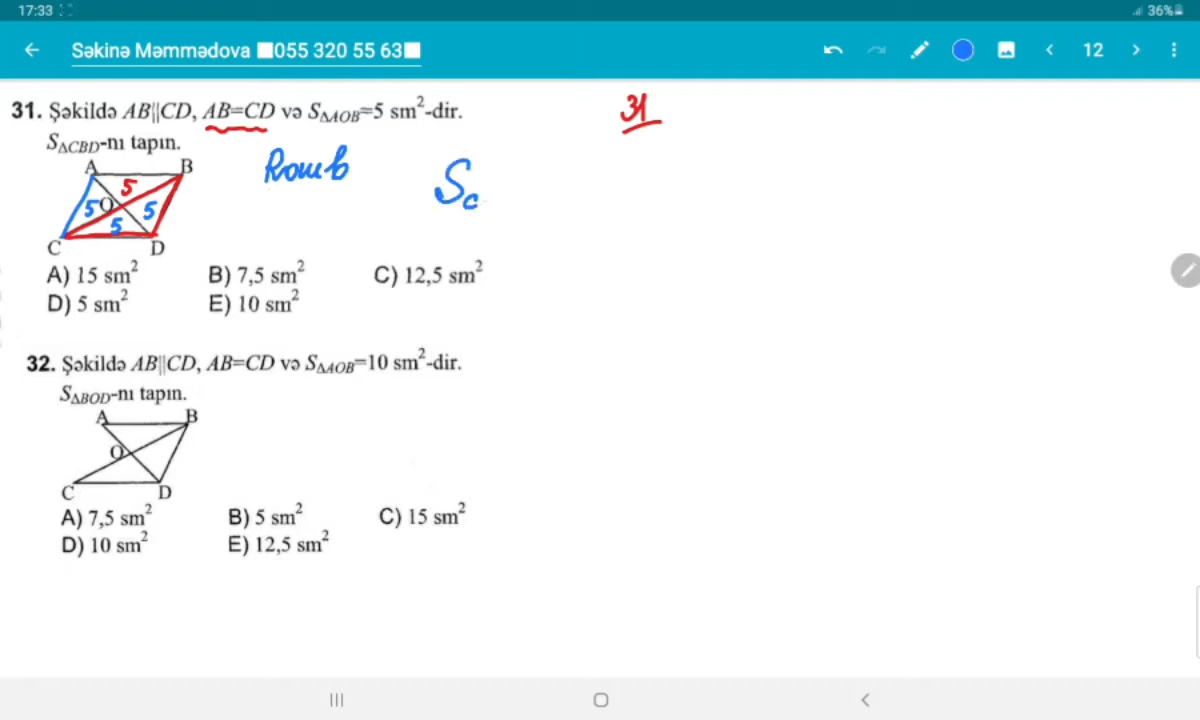 17:33
36%
Səkinə Məmmədova 055 320 55 63
12
31. Şəkildə AB||CD, AB=CD və S△AOB=5 sm²-dir.
S△CBD-nı tapın.
31
Romb
Sc
A B
5
5 O 5
5
C D
A) 15 sm² B) 7,5 sm² C) 12,5 sm²
D) 5 sm² E) 10 sm²
32. Şəkildə AB||CD, AB=CD və S△AOB=10 sm²-dir.
S△BOD-nı tapın.
A B
O
C D
A) 7,5 sm² B) 5 sm² C) 15 sm²
D) 10 sm² E) 12,5 sm²